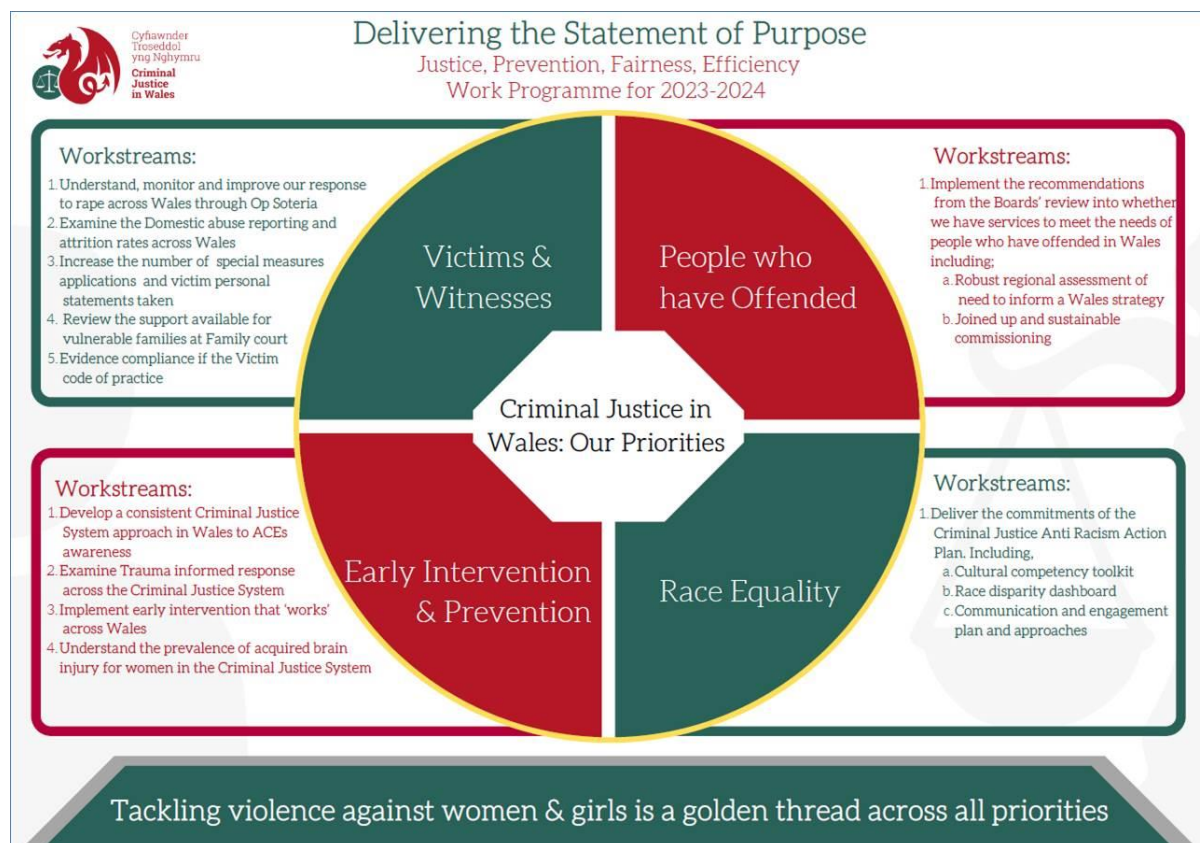 Cyfiawnder
Troseddol
yng Nghymru
Criminal
Justice
in Wales
Delivering the Statement of Purpose
Justice, Prevention, Fairness, Efficiency
Work Programme for 2023-2024
Workstreams:
1. Understand, monitor and improve our response
to rape across Wales through Op Soteria
2. Examine the Domestic abuse reporting and
attrition rates across Wales
3. Increase the number of special measures
applications and victim personal
statements taken
4. Review the support available for
vulnerable families at Family court
5. Evidence compliance if the Victim
code of practice
Victims &
Witnesses
People who
have Offended
Workstreams:
1. Implement the recommendations
from the Boards' review into whether
we have services to meet the needs of
people who have offended in Wales
including;
a. Robust regional assessment of
need to inform a Wales strategy
b. Joined up and sustainable
commissioning
Criminal Justice in
Wales: Our Priorities
Workstreams:
1. Develop a consistent Criminal Justice
System approach in Wales to ACEs
awareness
2. Examine Trauma informed response
across the Criminal Justice System
3. Implement early intervention that 'works'
across Wales
4. Understand the prevalence of acquired brain
injury for women in the Criminal Justice System
Early Intervention
& Prevention
Race Equality
Workstreams:
1. Deliver the commitments of the
Criminal Justice Anti Racism Action
Plan. Including,
a. Cultural competency toolkit
b. Race disparity dashboard
c. Communication and engagement
plan and approaches
Tackling violence against women & girls is a golden thread across all priorities